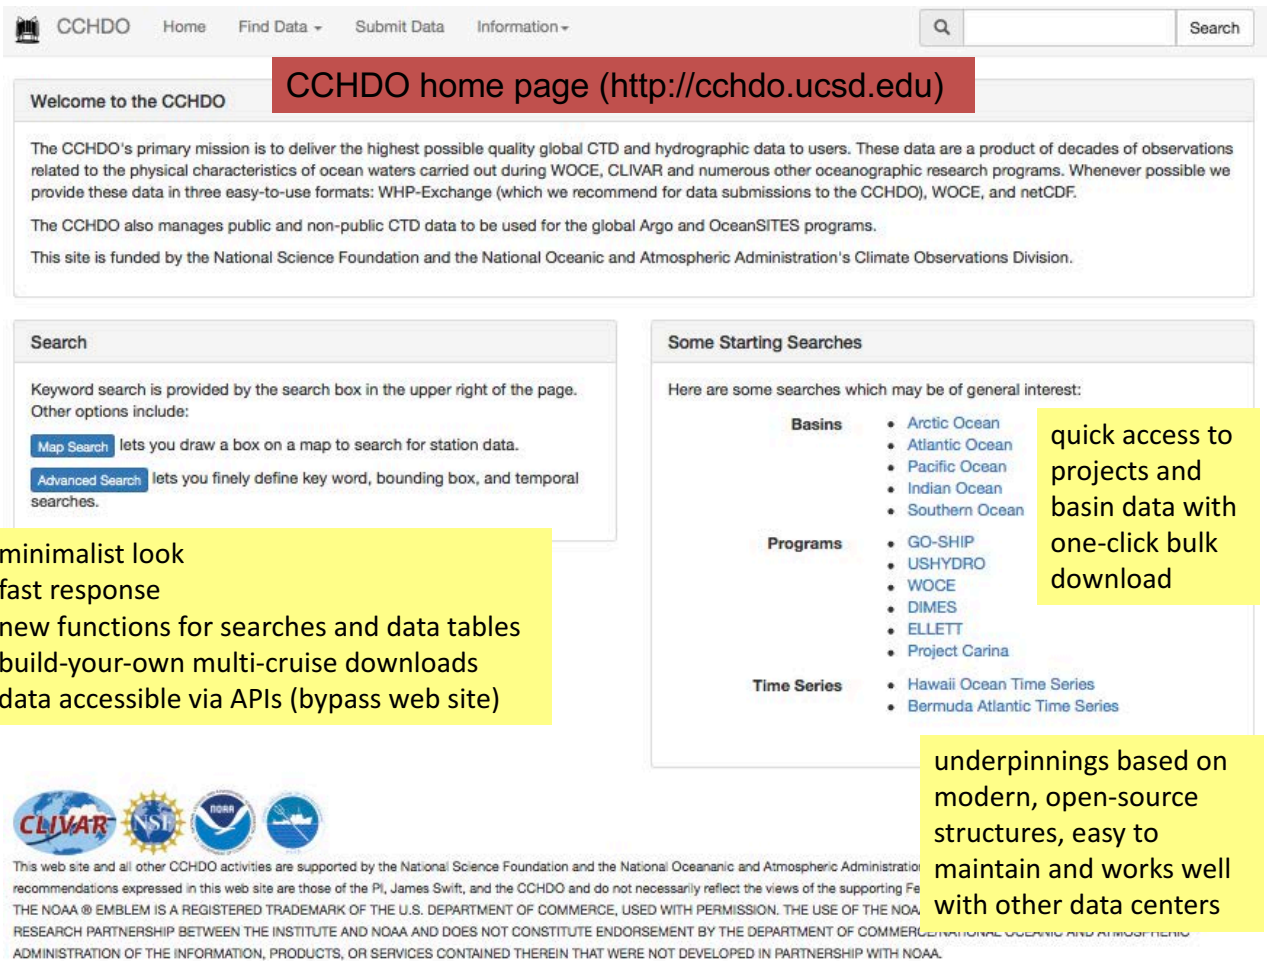 CCHDO Home Find Data Submit Data Information Search
CCHDO home page (http://cchdo.ucsd.edu)
Welcome to the CCHDO
The CCHDO's primary mission is to deliver the highest possible quality global CTD and hydrographic data to users. These data are a product of decades of observations
related to the physical characteristics of ocean waters carried out during WOCE, CLIVAR and numerous other oceanographic research programs. Whenever possible we
provide these data in three easy-to-use formats: WHP-Exchange (which we recommend for data submissions to the CCHDO), WOCE, and netCDF.
The CCHDO also manages public and non-public CTD data to be used for the global Argo and OceanSITES programs.
This site is funded by the National Science Foundation and the National Oceanic and Atmospheric Administration's Climate Observations Division.
Search
Keyword search is provided by the search box in the upper right of the page.
Other options include:
Map Search lets you draw a box on a map to search for station data.
Advanced Search lets you finely define key word, bounding box, and temporal
searches.
minimalist look
fast response
new functions for searches and data tables
build-your-own multi-cruise downloads
data accessible via APIs (bypass web site)
Some Starting Searches
Here are some searches which may be of general interest:
Basins
• Arctic Ocean
• Atlantic Ocean
• Pacific Ocean
• Indian Ocean
• Southern Ocean
Programs
• GO-SHIP
• USHYDRO
• WOCE
• DIMES
• ELLETT
• Project Carina
Time Series
• Hawaii Ocean Time Series
• Bermuda Atlantic Time Series
quick access to
projects and
basin data with
one-click bulk
download
underpinnings based on
modern, open-source
structures, easy to
maintain and works well
with other data centers
CLIVAR NSF NOAA
This web site and all other CCHDO activities are supported by the National Science Foundation and the National Oceananic and Atmospheric Administration
recommendations expressed in this web site are those of the PI, James Swift, and the CCHDO and do not necessarily reflect the views of the supporting Fe
THE NOAA ® EMBLEM IS A REGISTERED TRADEMARK OF THE U.S. DEPARTMENT OF COMMERCE, USED WITH PERMISSION. THE USE OF THE NOA
RESEARCH PARTNERSHIP BETWEEN THE INSTITUTE AND NOAA AND DOES NOT CONSTITUTE ENDORSEMENT BY THE DEPARTMENT OF COMMERCE/NATIONAL OCEANIC AND ATMOSPHERIC
ADMINISTRATION OF THE INFORMATION, PRODUCTS, OR SERVICES CONTAINED THEREIN THAT WERE NOT DEVELOPED IN PARTNERSHIP WITH NOAA.